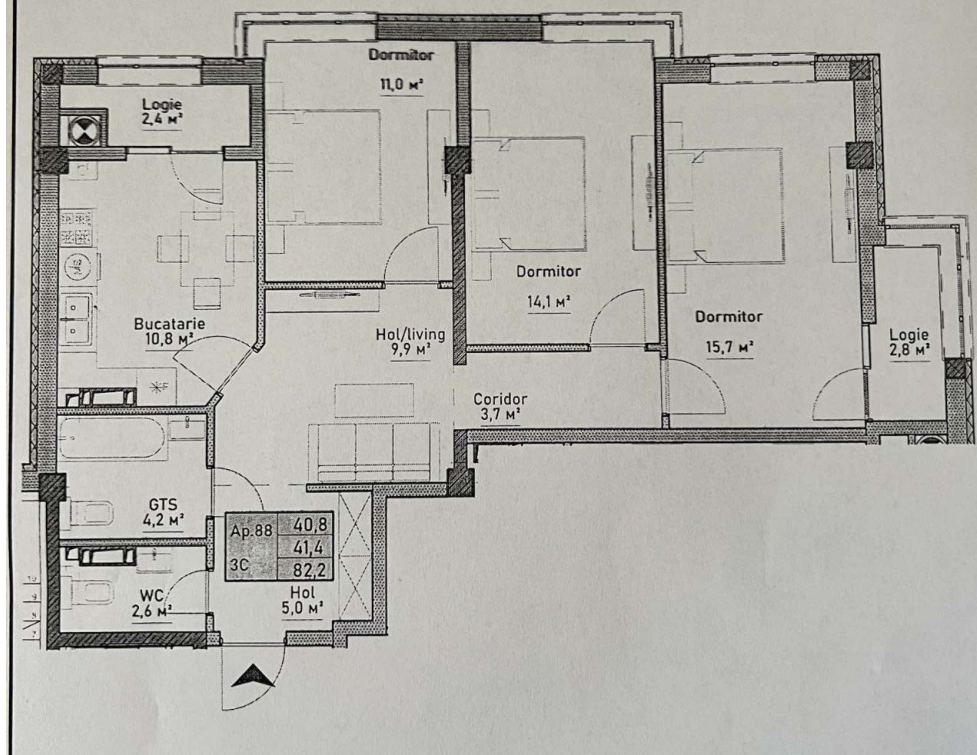 Dormitor
11,0 м²
Logie
2,4 м²
Dormitor
14,1 м²
Dormitor
15,7 м²
Bucatarie
10,8 м²
Hol/living
9,9 м²
Logie
2,8 м²
Coridor
3,7 м²
GTS
4,2 м²
Ap.88
3C
40,8
41,4
82,2
WC
2,6 м²
Hol
5,0 м²